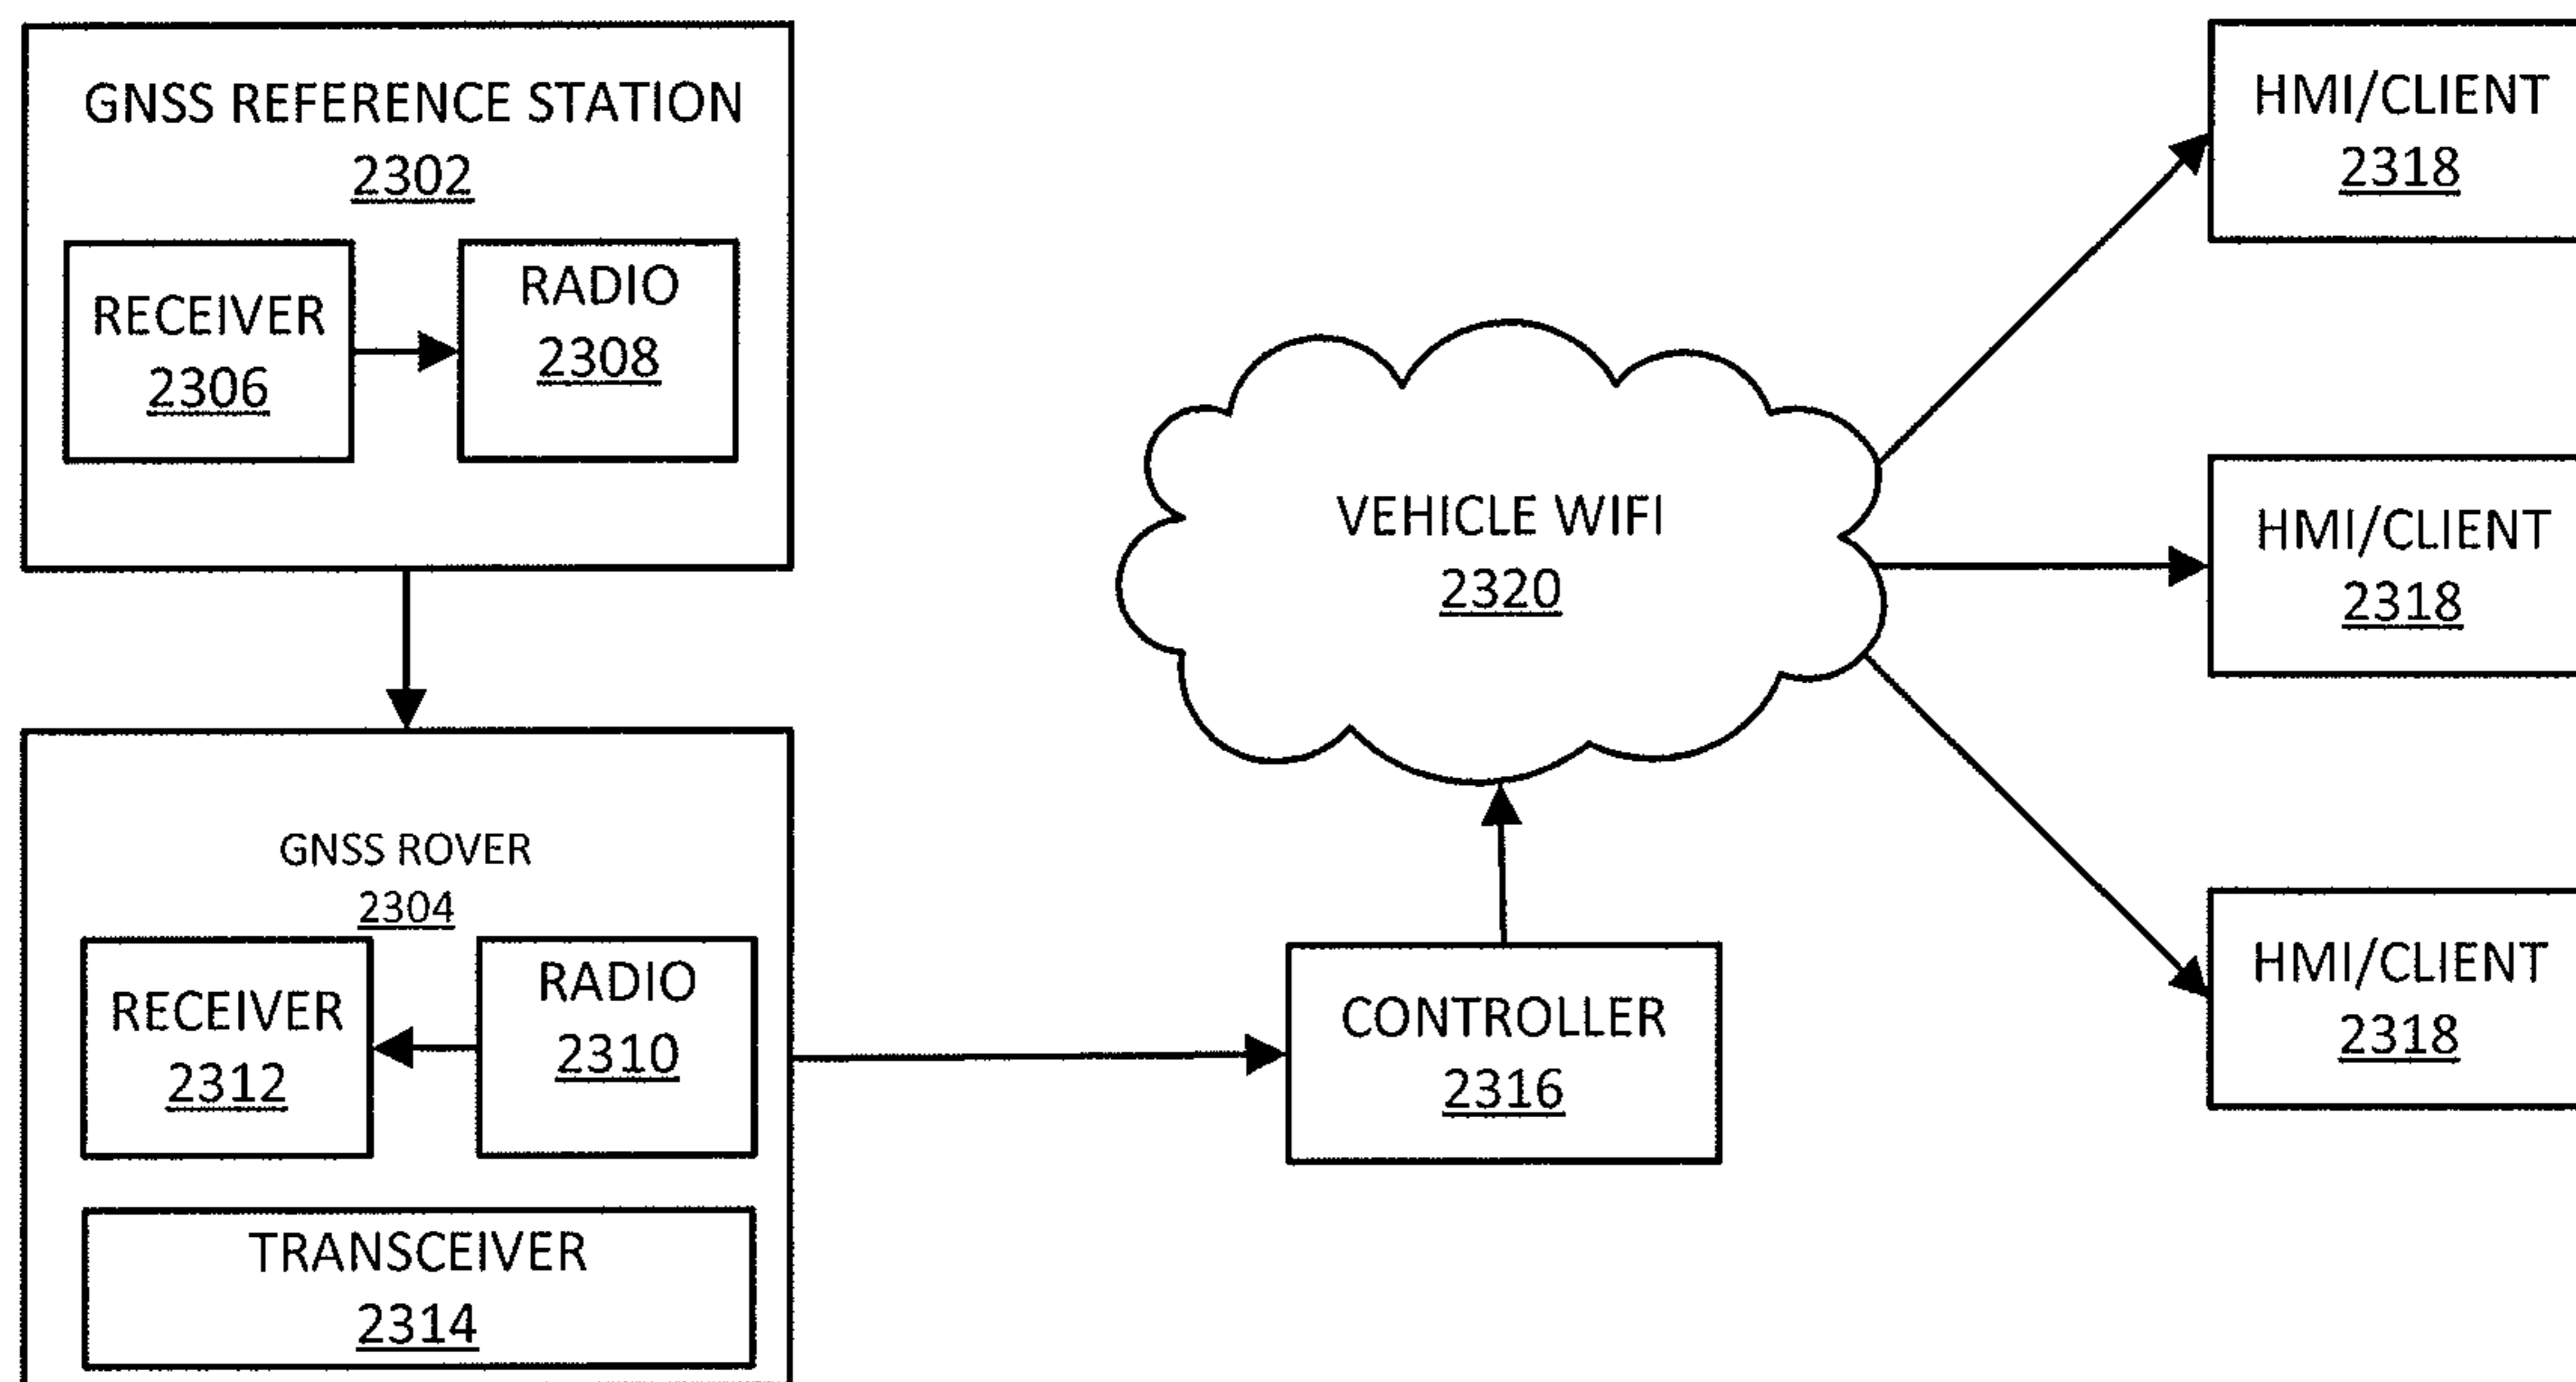 GNSS REFERENCE STATION
2302
RECEIVER
2306
RADIO
2308
GNSS ROVER
2304
RECEIVER
2312
RADIO
2310
TRANSCEIVER
2314
VEHICLE WIFI
2320
CONTROLLER
2316
HMI/CLIENT
2318
HMI/CLIENT
2318
HMI/CLIENT
2318